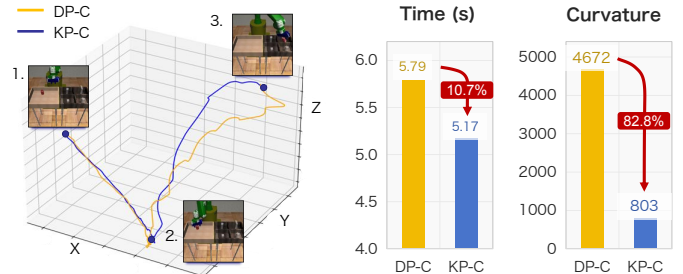 DP-C
KP-C
1.
2.
3.
X
Y
Z
Time (s)
6.0
5.5
5.0
4.5
4.0
5.79
10.7%
5.17
DP-C KP-C
Curvature
5000
4000
3000
2000
1000
0
4672
82.8%
803
DP-C KP-C